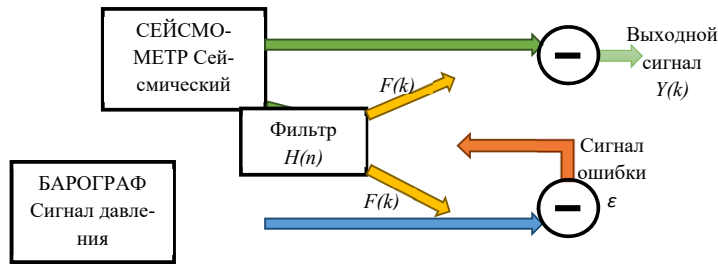 СЕЙСМО-
МЕТР Сей-
смический
Выходной
сигнал
Y(k)
F(k)
Фильтр
H(n)
Сигнал
ошибки
ε
F(k)
БАРОГРАФ
Сигнал давле-
ния